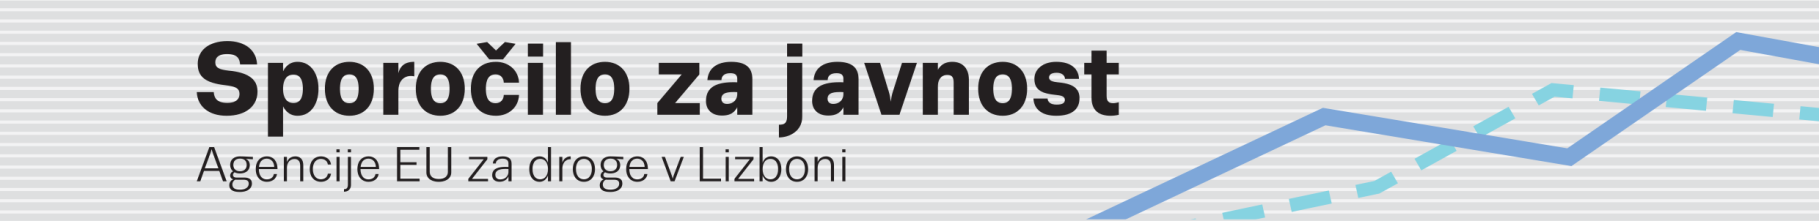 Sporočilo za javnost
Agencije EU za droge v Lizboni